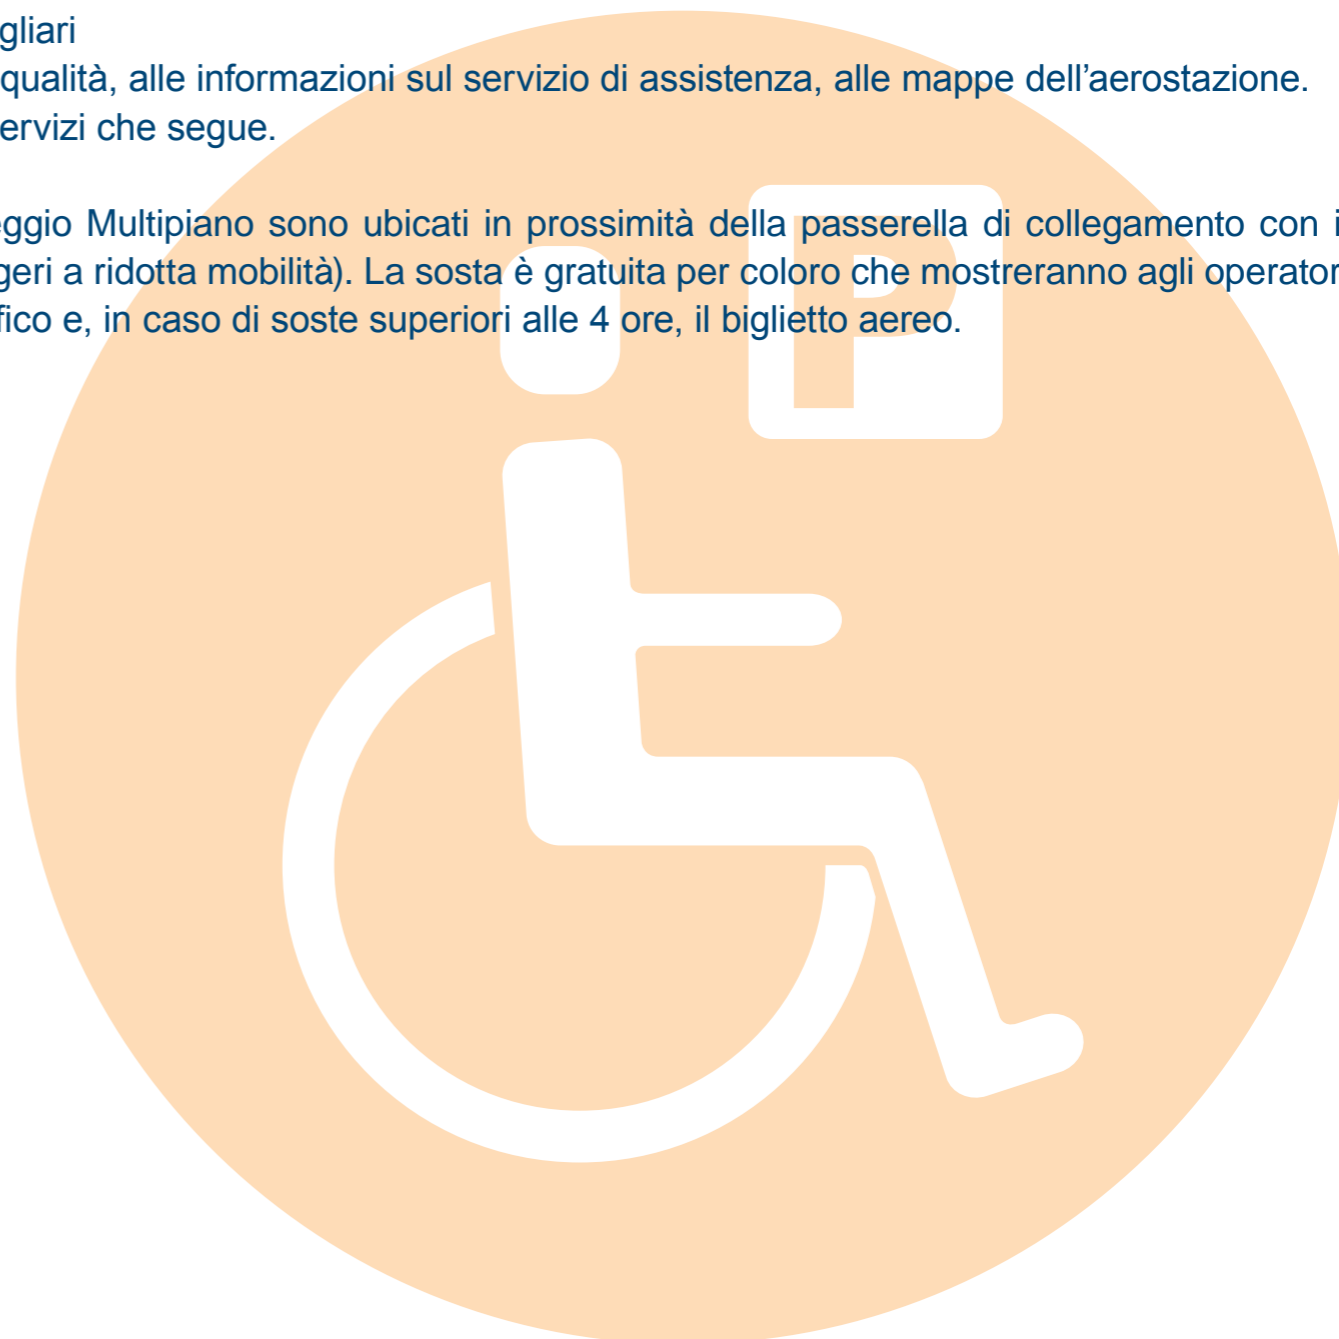 gliari
qualità, alle informazioni sul servizio di assistenza, alle mappe dell’aerostazione.
ervizi che segue.
eggio Multipiano sono ubicati in prossimità della passerella di collegamento con i
geri a ridotta mobilità). La sosta è gratuita per coloro che mostreranno agli operator
fico e, in caso di soste superiori alle 4 ore, il biglietto aereo.
P